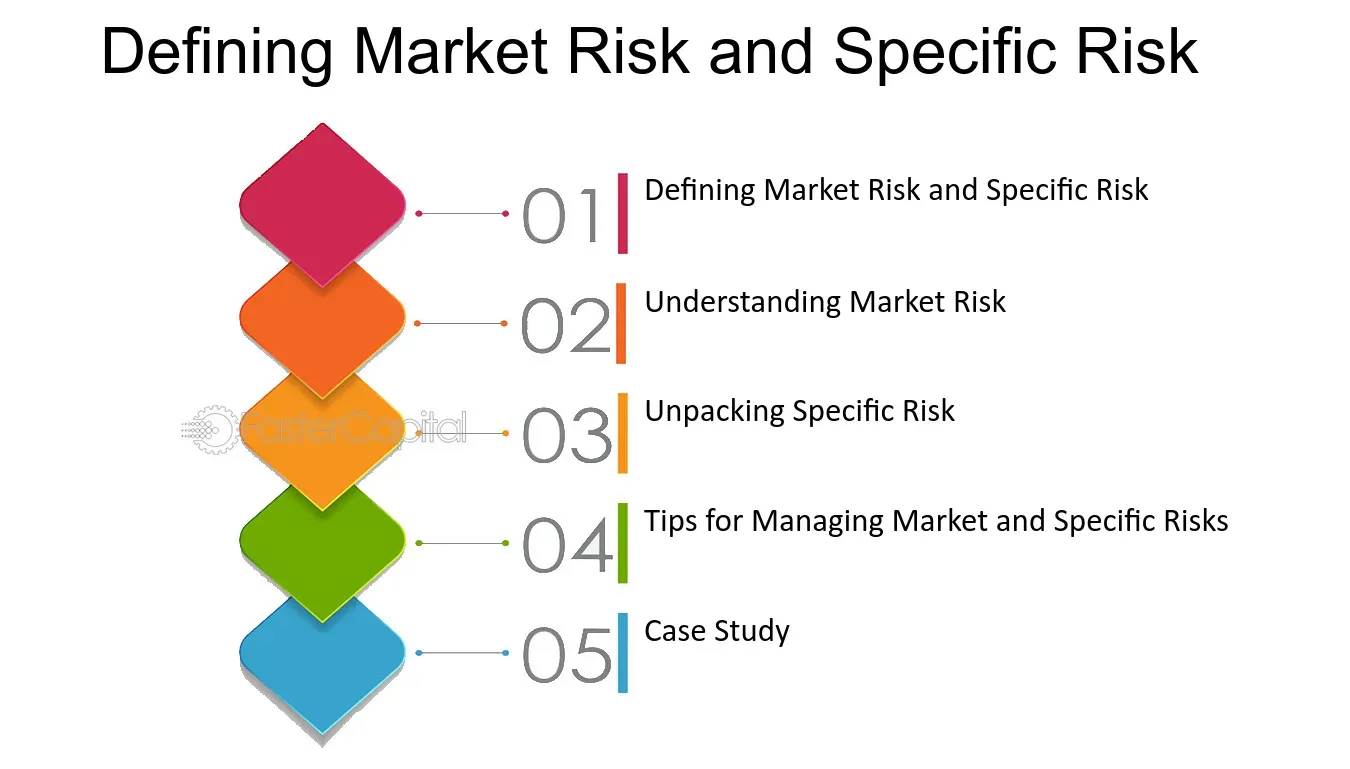 Defining Market Risk and Specific Risk
01
Defining Market Risk and Specific Risk
02
Understanding Market Risk
03
Unpacking Specific Risk
FasterCapital
04
Tips for Managing Market and Specific Risks
05
Case Study